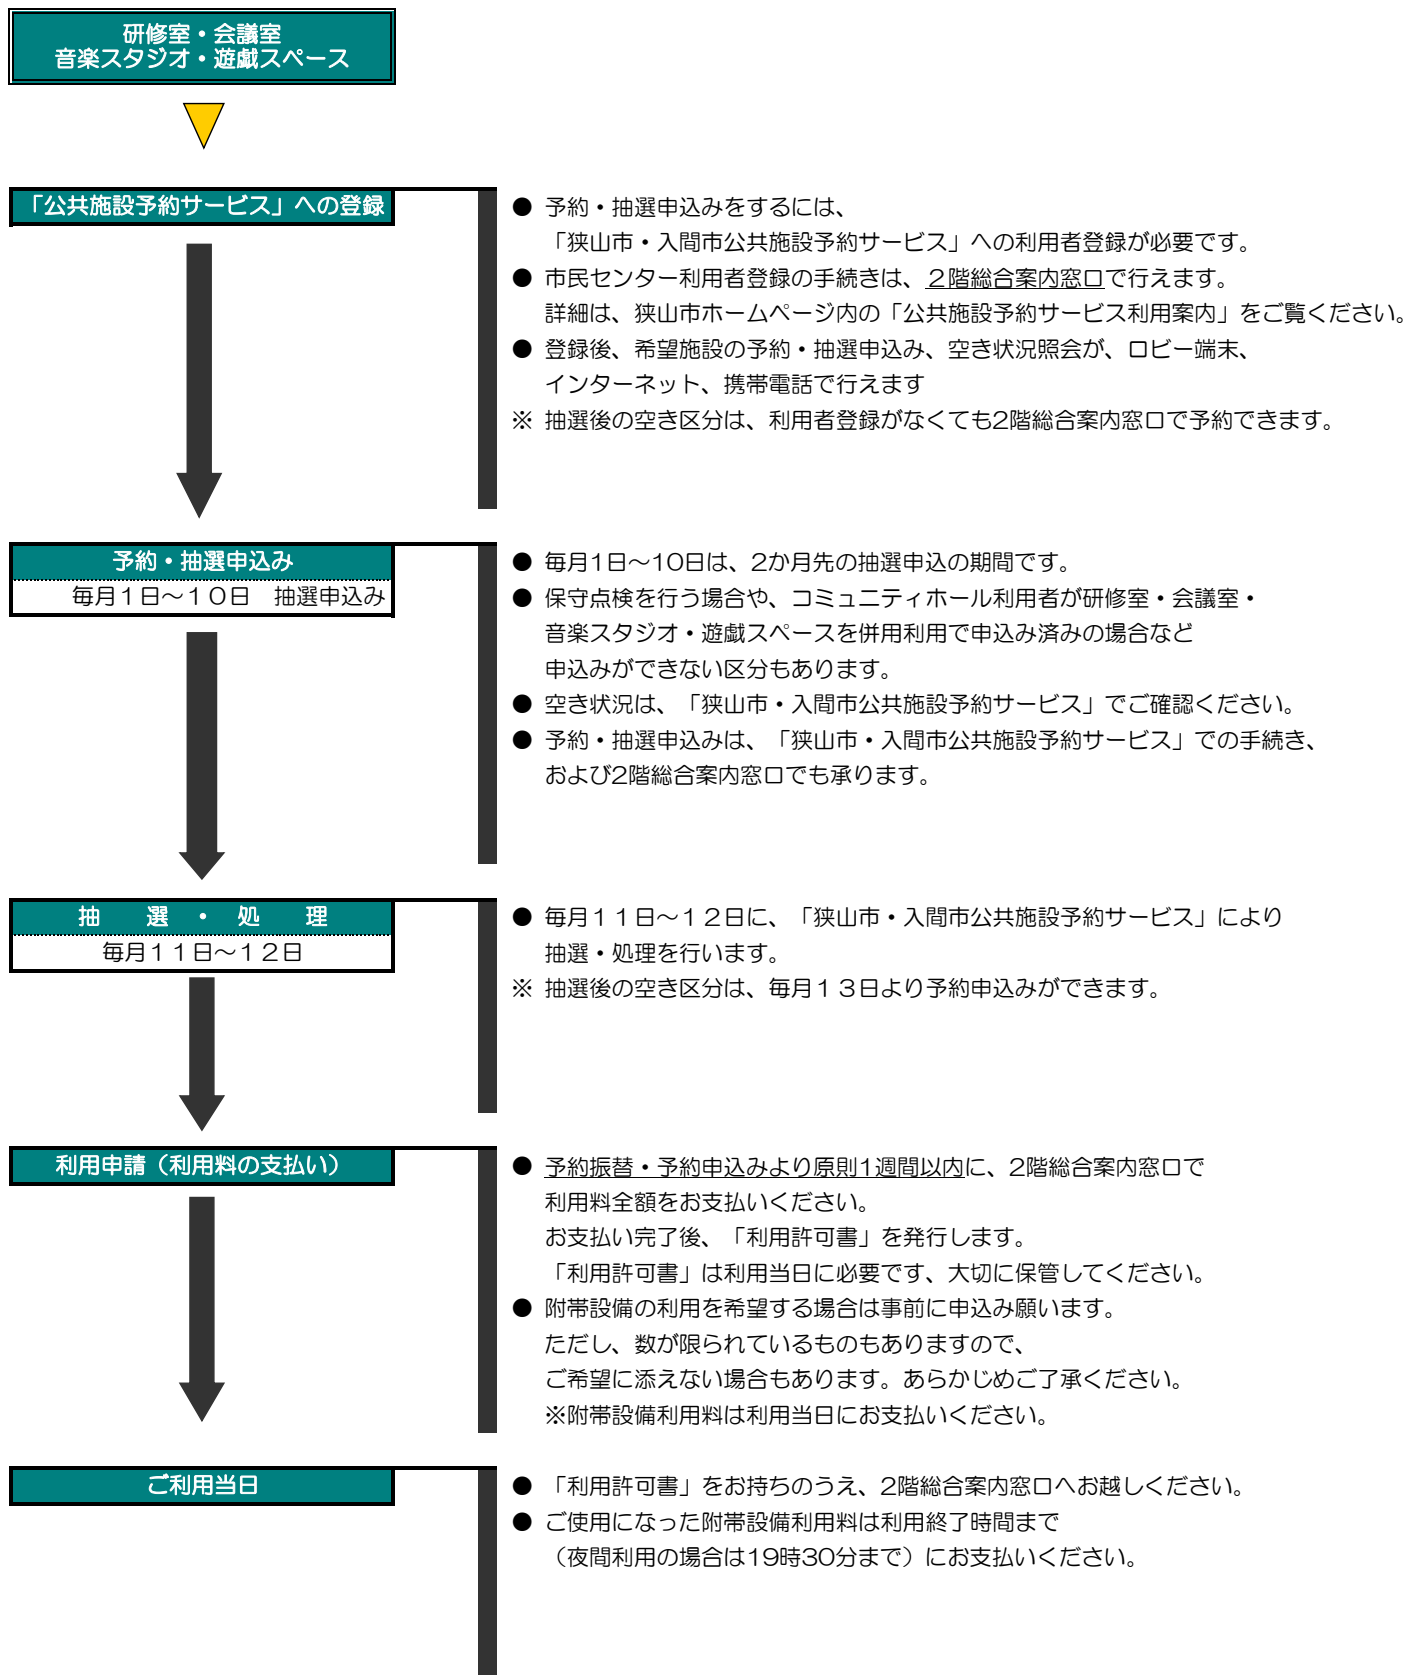 研修室・会議室
音楽スタジオ・遊戯スペース
「公共施設予約サービス」への登録
● 予約・抽選申込みをするには、
「狭山市・入間市公共施設予約サービス」への利用者登録が必要です。
● 市民センター利用者登録の手続きは、２階総合案内窓口で行えます。
詳細は、狭山市ホームページ内の「公共施設予約サービス利用案内」をご覧ください。
● 登録後、希望施設の予約・抽選申込み、空き状況照会が、ロビー端末、
インターネット、携帯電話で行えます
※ 抽選後の空き区分は、利用者登録がなくても2階総合案内窓口で予約できます。
予約・抽選申込み
毎月１日～１０日　抽選申込み
● 毎月1日～10日は、2か月先の抽選申込の期間です。
● 保守点検を行う場合や、コミュニティホール利用者が研修室・会議室・
音楽スタジオ・遊戯スペースを併用利用で申込み済みの場合など
申込みができない区分もあります。
● 空き状況は、「狭山市・入間市公共施設予約サービス」でご確認ください。
● 予約・抽選申込みは、「狭山市・入間市公共施設予約サービス」での手続き、
および2階総合案内窓口でも承ります。
抽　選・処　理
毎月１１日～１２日
● 毎月１１日～１２日に、「狭山市・入間市公共施設予約サービス」により
抽選・処理を行います。
※ 抽選後の空き区分は、毎月１３日より予約申込みができます。
利用申請（利用料の支払い）
● 予約振替・予約申込みより原則1週間以内に、2階総合案内窓口で
利用料全額をお支払いください。
お支払い完了後、「利用許可書」を発行します。
「利用許可書」は利用当日に必要です、大切に保管してください。
● 附帯設備の利用を希望する場合は事前に申込み願います。
ただし、数が限られているものもありますので、
ご希望に添えない場合もあります。あらかじめご了承ください。
※附帯設備利用料は利用当日にお支払いください。
ご利用当日
● 「利用許可書」をお持ちのうえ、2階総合案内窓口へお越しください。
● ご使用になった附帯設備利用料は利用終了時間まで
（夜間利用の場合は19時30分まで）にお支払いください。